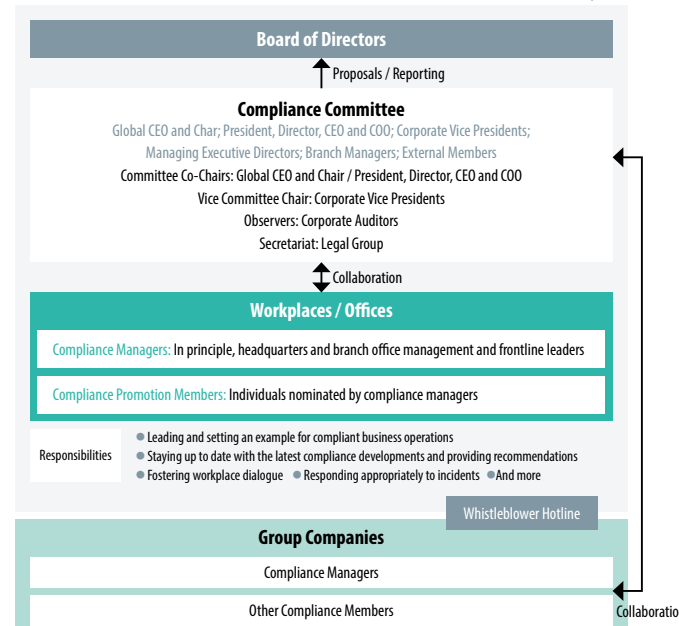 Board of Directors
Proposals / Reporting
Compliance Committee
Global CEO and Char; President, Director, CEO and COO; Corporate Vice Presidents;
Managing Executive Directors; Branch Managers; External Members
Committee Co-Chairs: Global CEO and Chair / President, Director, CEO and COO
Vice Committee Chair: Corporate Vice Presidents
Observers: Corporate Auditors
Secretariat: Legal Group
Collaboration
Workplaces / Offices
Compliance Managers: In principle, headquarters and branch office management and frontline leaders
Compliance Promotion Members: Individuals nominated by compliance managers
Responsibilities
● Leading and setting an example for compliant business operations
● Staying up to date with the latest compliance developments and providing recommendations
● Fostering workplace dialogue ● Responding appropriately to incidents ● And more
Whistleblower Hotline
Group Companies
Compliance Managers
Other Compliance Members
Collaboratio